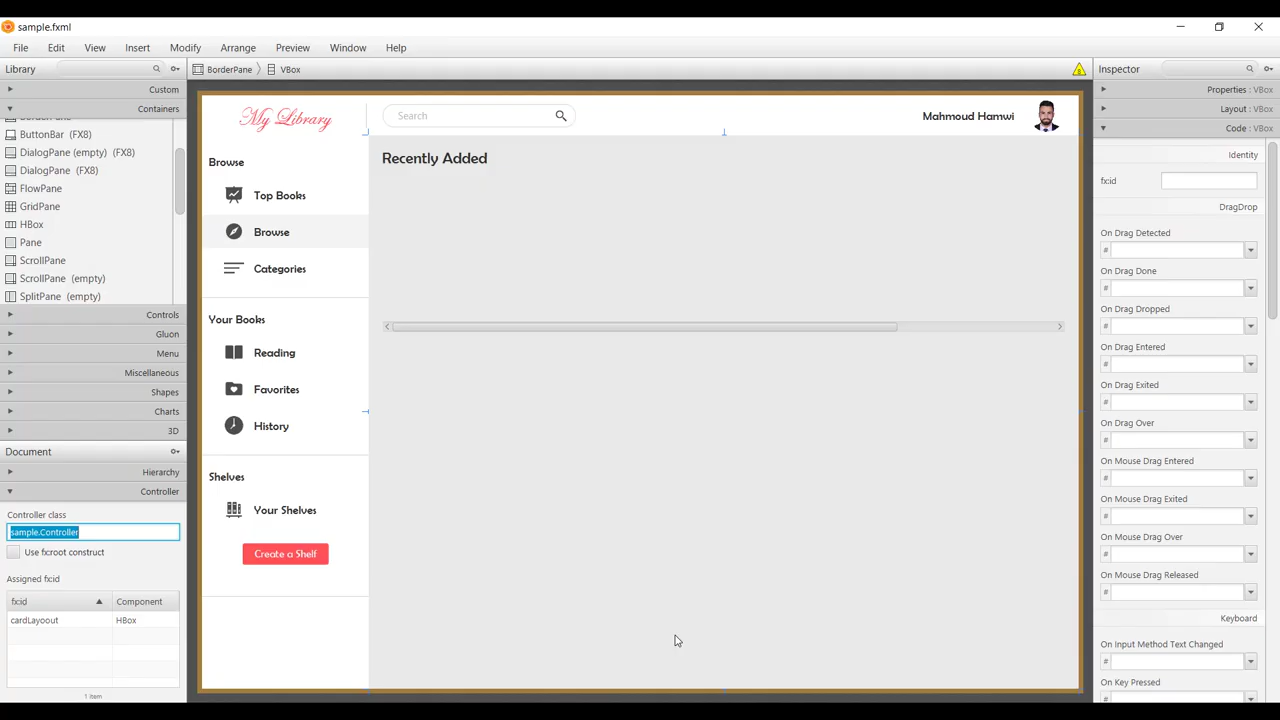 sample.fxml
File Edit View Insert Modify Arrange Preview Window Help
Library
BorderPane VBox
Inspector
Custom
Containers
ButtonBar (FX8)
DialogPane (empty) (FX8)
DialogPane (FX8)
FlowPane
GridPane
HBox
Pane
ScrollPane
ScrollPane (empty)
SplitPane (empty)
Controls
Gluon
Menu
Miscellaneous
Shapes
Charts
3D
Document
Hierarchy
Controller
Controller class
sample.Controller
Use fx:root construct
Assigned fx:id
fx:id Component
cardLayoout HBox
1 item
My Library
Search
Mahmoud Hamwi
Browse
Top Books
Browse
Categories
Your Books
Reading
Favorites
History
Shelves
Your Shelves
Create a Shelf
Recently Added
Properties : VBox
Layout : VBox
Code : VBox
Identity
fx:id
DragDrop
On Drag Detected
#
On Drag Done
#
On Drag Dropped
#
On Drag Entered
#
On Drag Exited
#
On Drag Over
#
On Mouse Drag Entered
#
On Mouse Drag Exited
#
On Mouse Drag Over
#
On Mouse Drag Released
#
Keyboard
On Input Method Text Changed
#
On Key Pressed
#